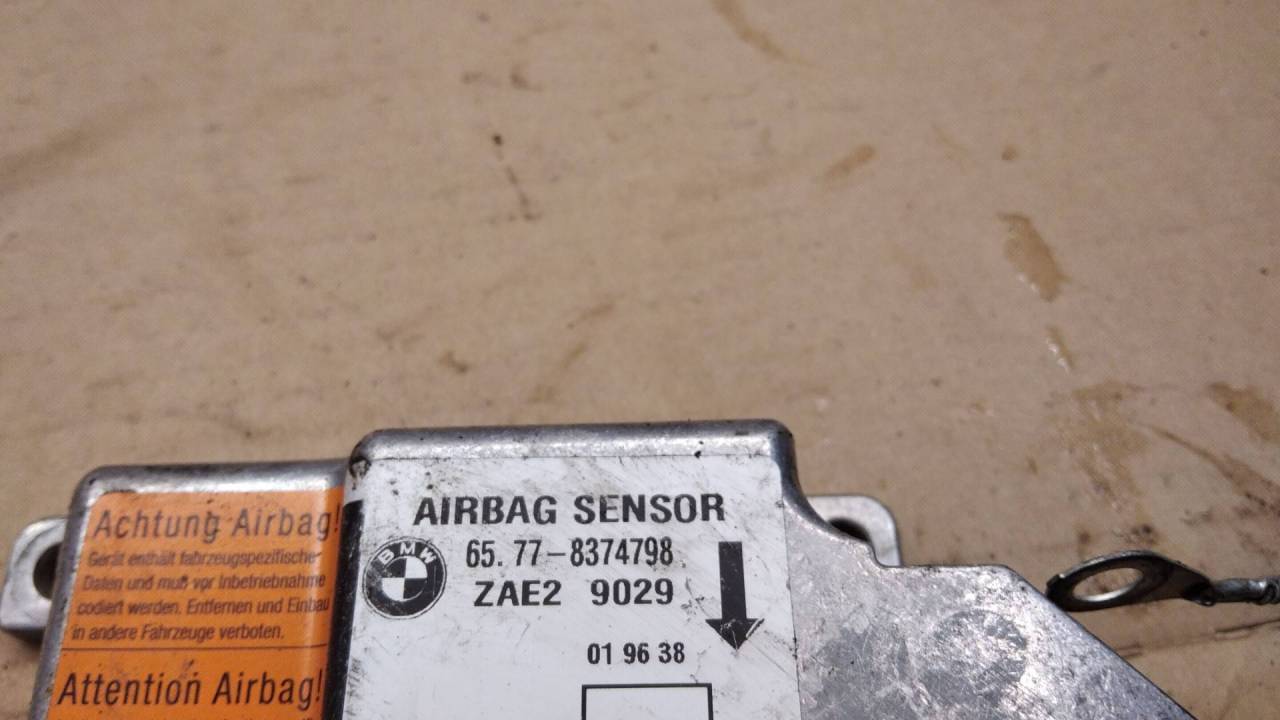 Achtung Airbag!
Gerät enthält fahrzeugspezifische
Daten und muß vor Inbetriebnahme
codiert werden. Entfernen und Einbau
in andere Fahrzeuge verboten.
Attention Airbag!
AIRBAG SENSOR
BMW
65.77-8374798
ZAE2 9029
01 96 38